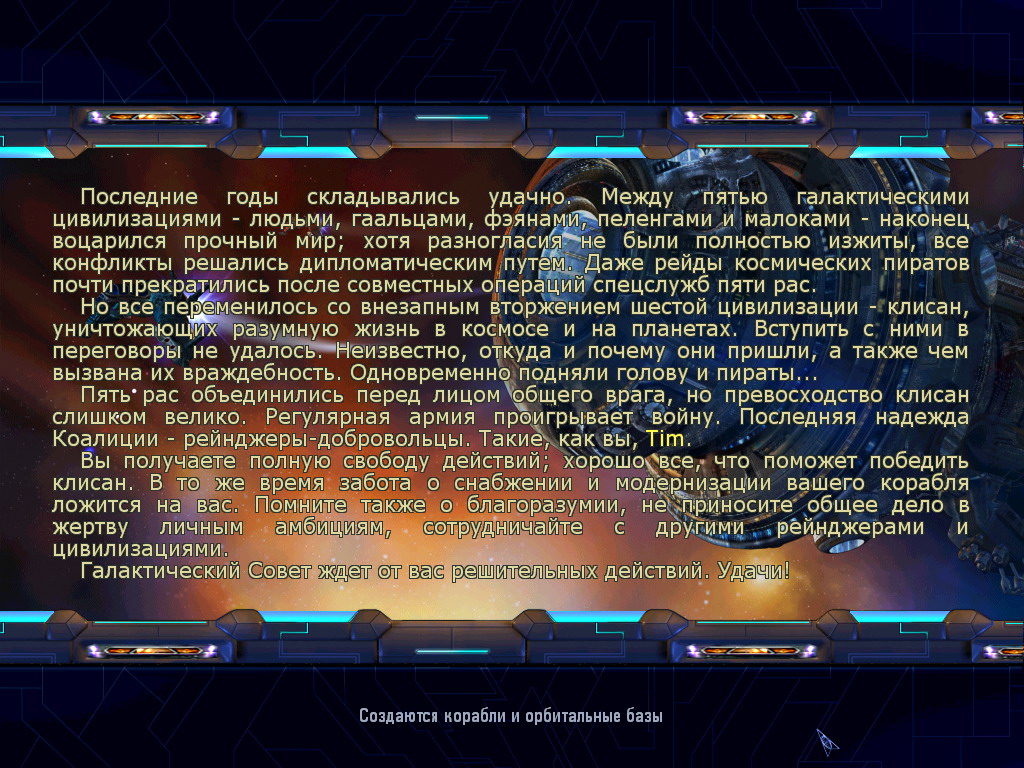 Последние годы складывались удачно. Между пятью галактическими
цивилизациями - людьми, гаальцами, фэянами, пеленгами и малоками - наконец
воцарился прочный мир; хотя разногласия не были полностью изжиты, все
конфликты решались дипломатическим путем. Даже рейды космических пиратов
почти прекратились после совместных операций спецслужб пяти рас.
Но все переменилось со внезапным вторжением шестой цивилизации - клисан,
уничтожающих разумную жизнь в космосе и на планетах. Вступить с ними в
переговоры не удалось. Неизвестно, откуда и почему они пришли, а также чем
вызвана их враждебность. Одновременно подняли голову и пираты...
Пять рас объединились перед лицом общего врага, но превосходство клисан
слишком велико. Регулярная армия проигрывает войну. Последняя надежда
Коалиции - рейнджеры-добровольцы. Такие, как вы, Tim.
Вы получаете полную свободу действий; хорошо все, что поможет победить
клисан. В то же время забота о снабжении и модернизации вашего корабля
ложится на вас. Помните также о благоразумии, не приносите общее дело в
жертву личным амбициям, сотрудничайте с другими рейнджерами и
цивилизациями.
Галактический Совет ждет от вас решительных действий. Удачи!
Создаются корабли и орбитальные базы